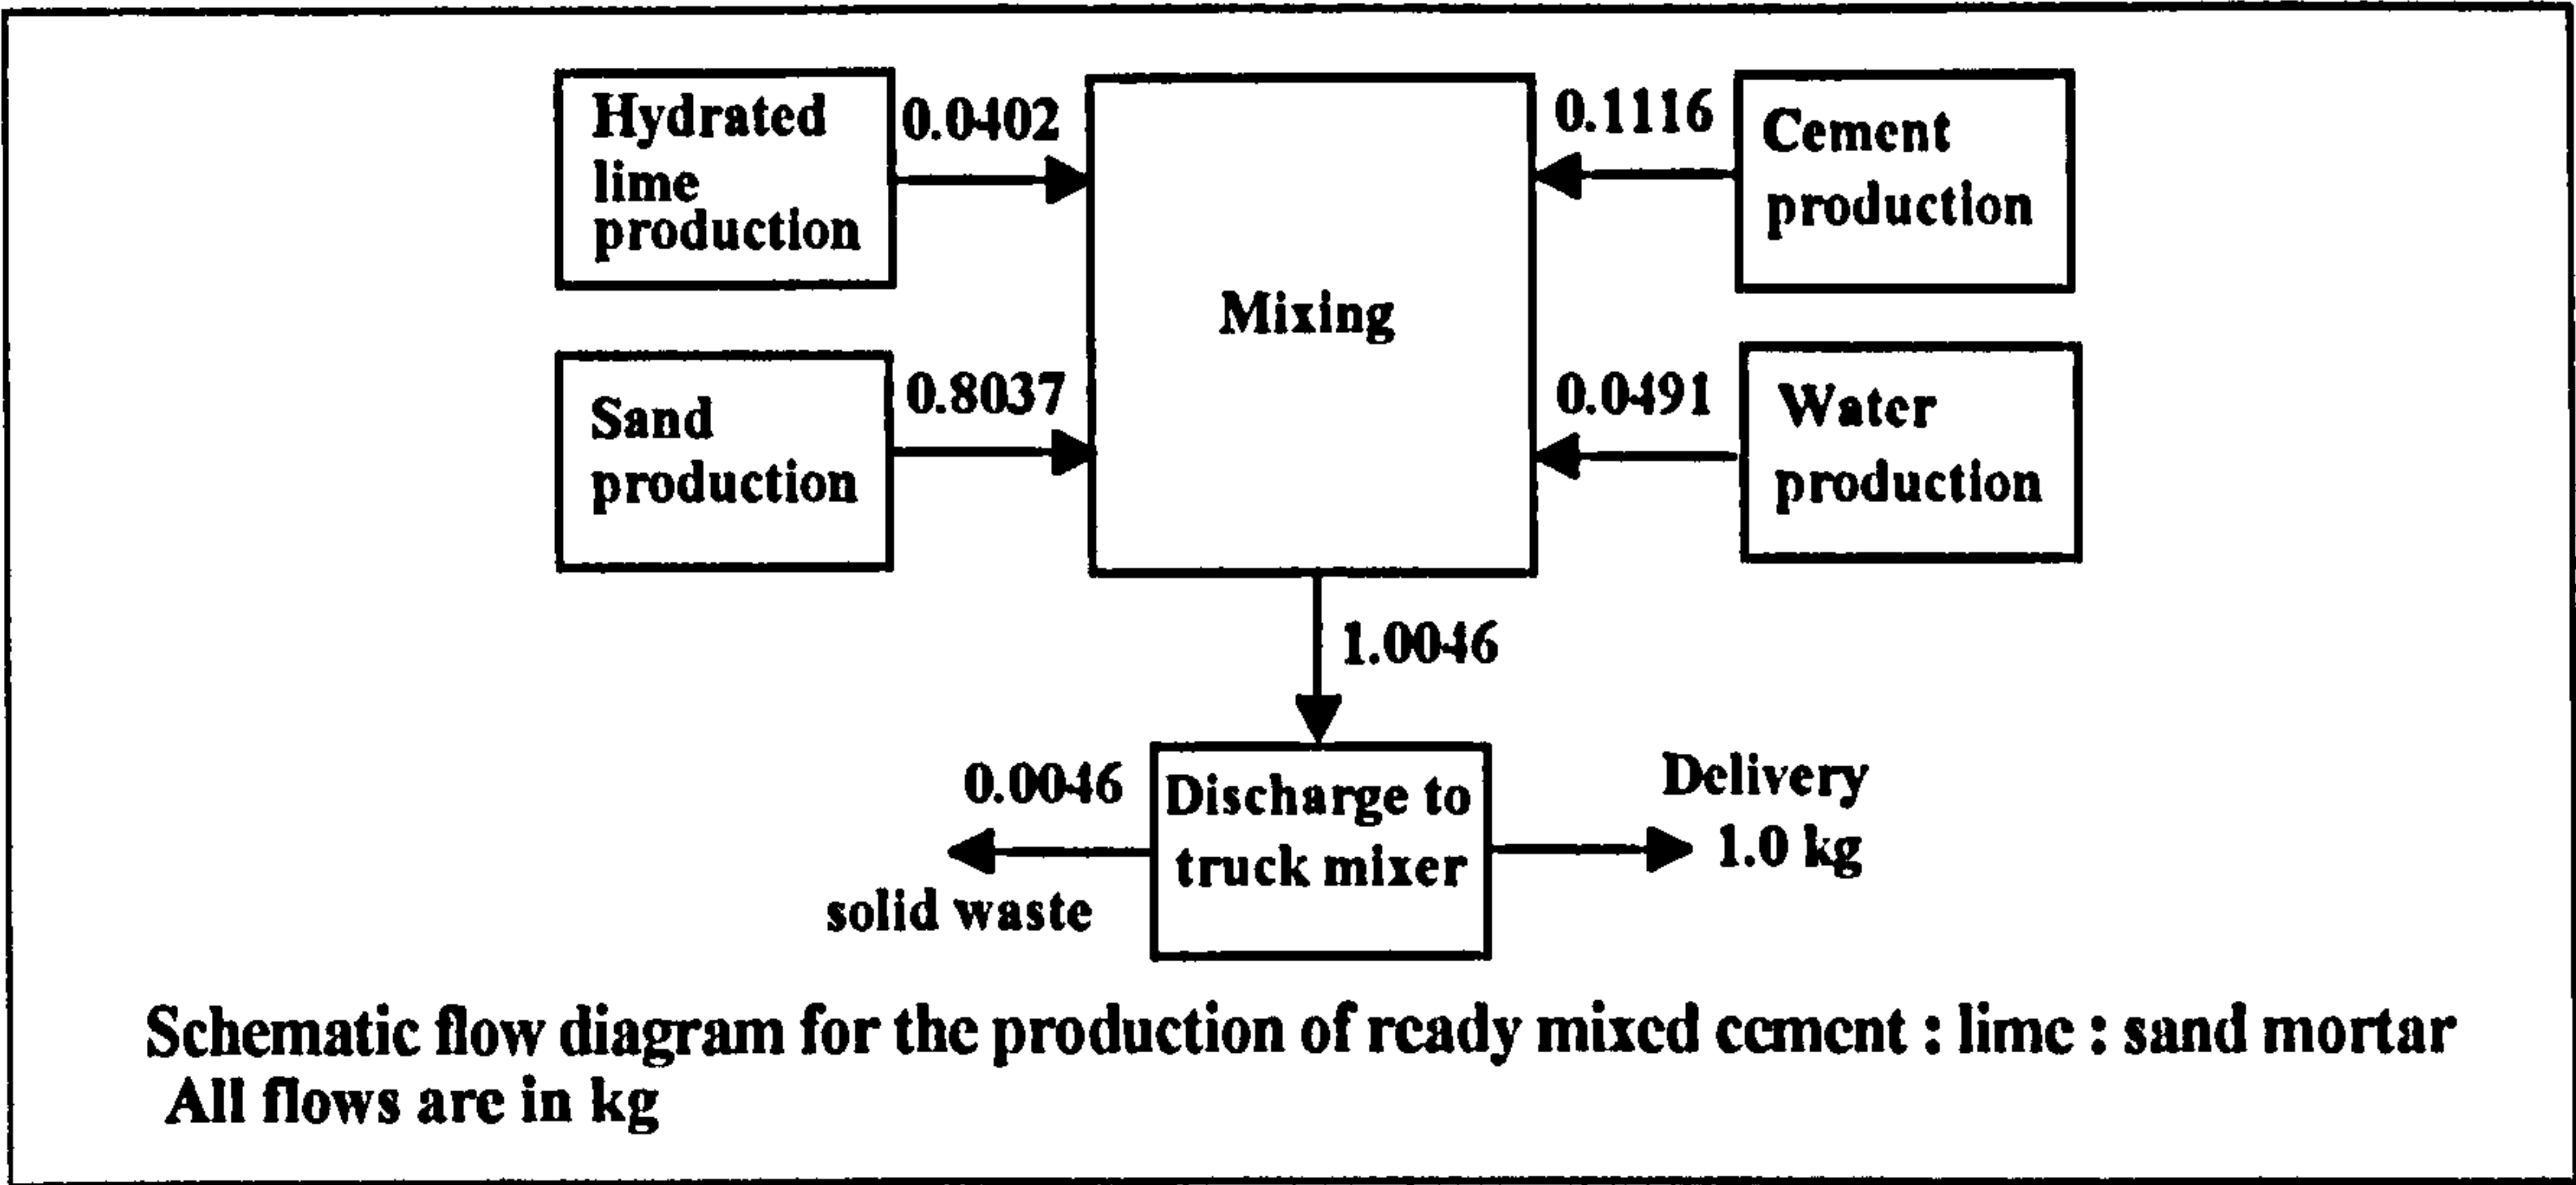 Hydrated
lime
production
0.0402
0.1116
Cement
production
Mixing
Sand
production
0.8037
0.0491
Water
production
1.0046
0.0046
Discharge to
truck mixer
Delivery
1.0 kg
solid waste
Schematic flow diagram for the production of ready mixed cement : lime : sand mortar
All flows are in kg